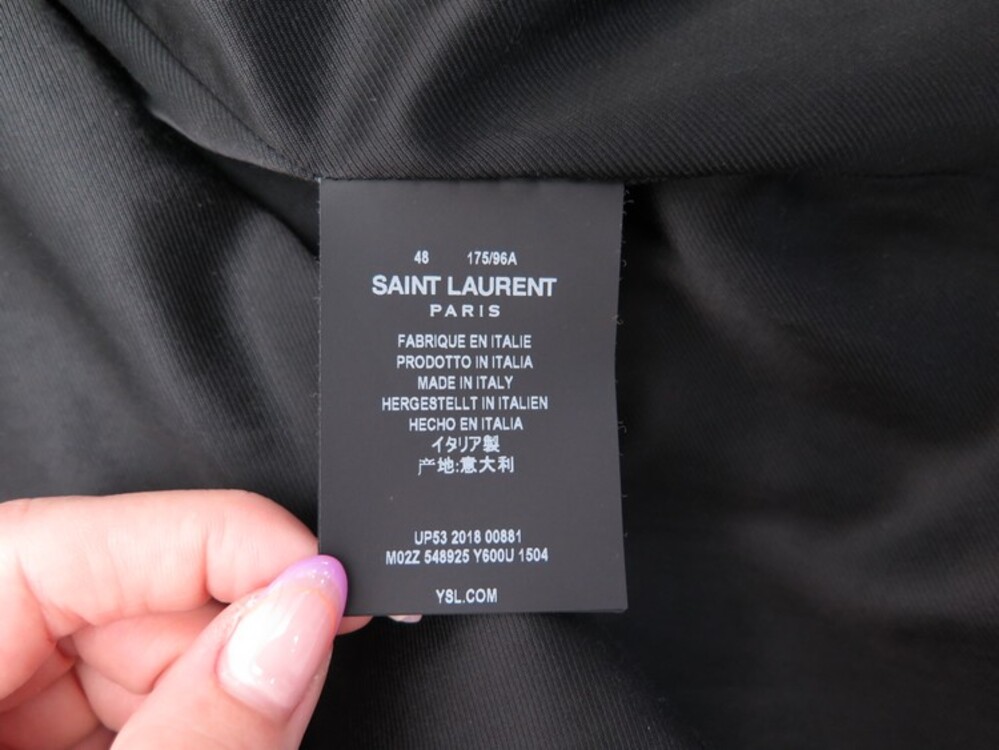 48 175/96A
SAINT LAURENT
PARIS
FABRIQUE EN ITALIE
PRODOTTO IN ITALIA
MADE IN ITALY
HERGESTELLT IN ITALIEN
HECHO EN ITALIA
イタリア製
产地:意大利
UP53 2018 00881
M02Z 548925 Y600U 1504
YSL.COM